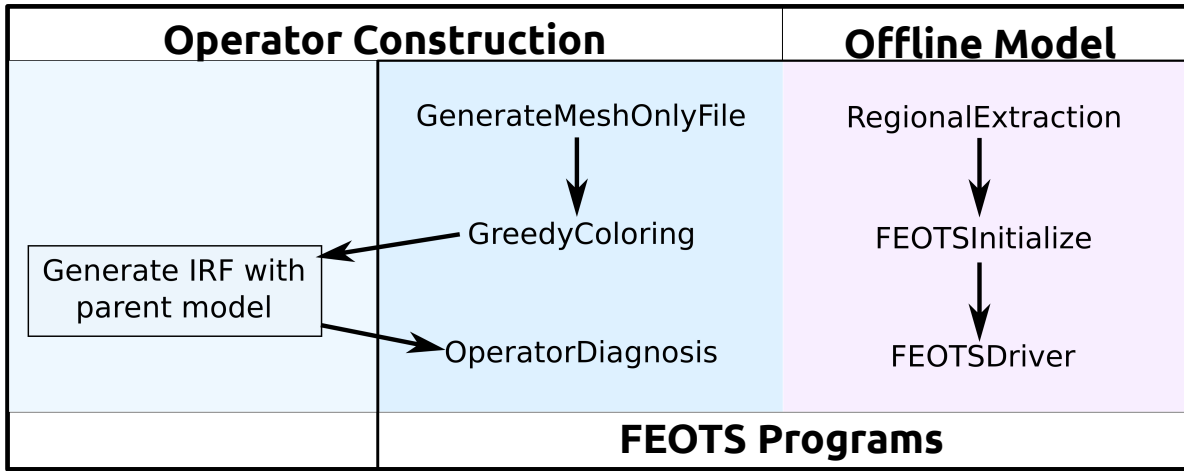 Operator Construction
Offline Model
GenerateMeshOnlyFile
RegionalExtraction
GreedyColoring
FEOTSInitialize
Generate IRF with
parent model
OperatorDiagnosis
FEOTSDriver
FEOTS Programs